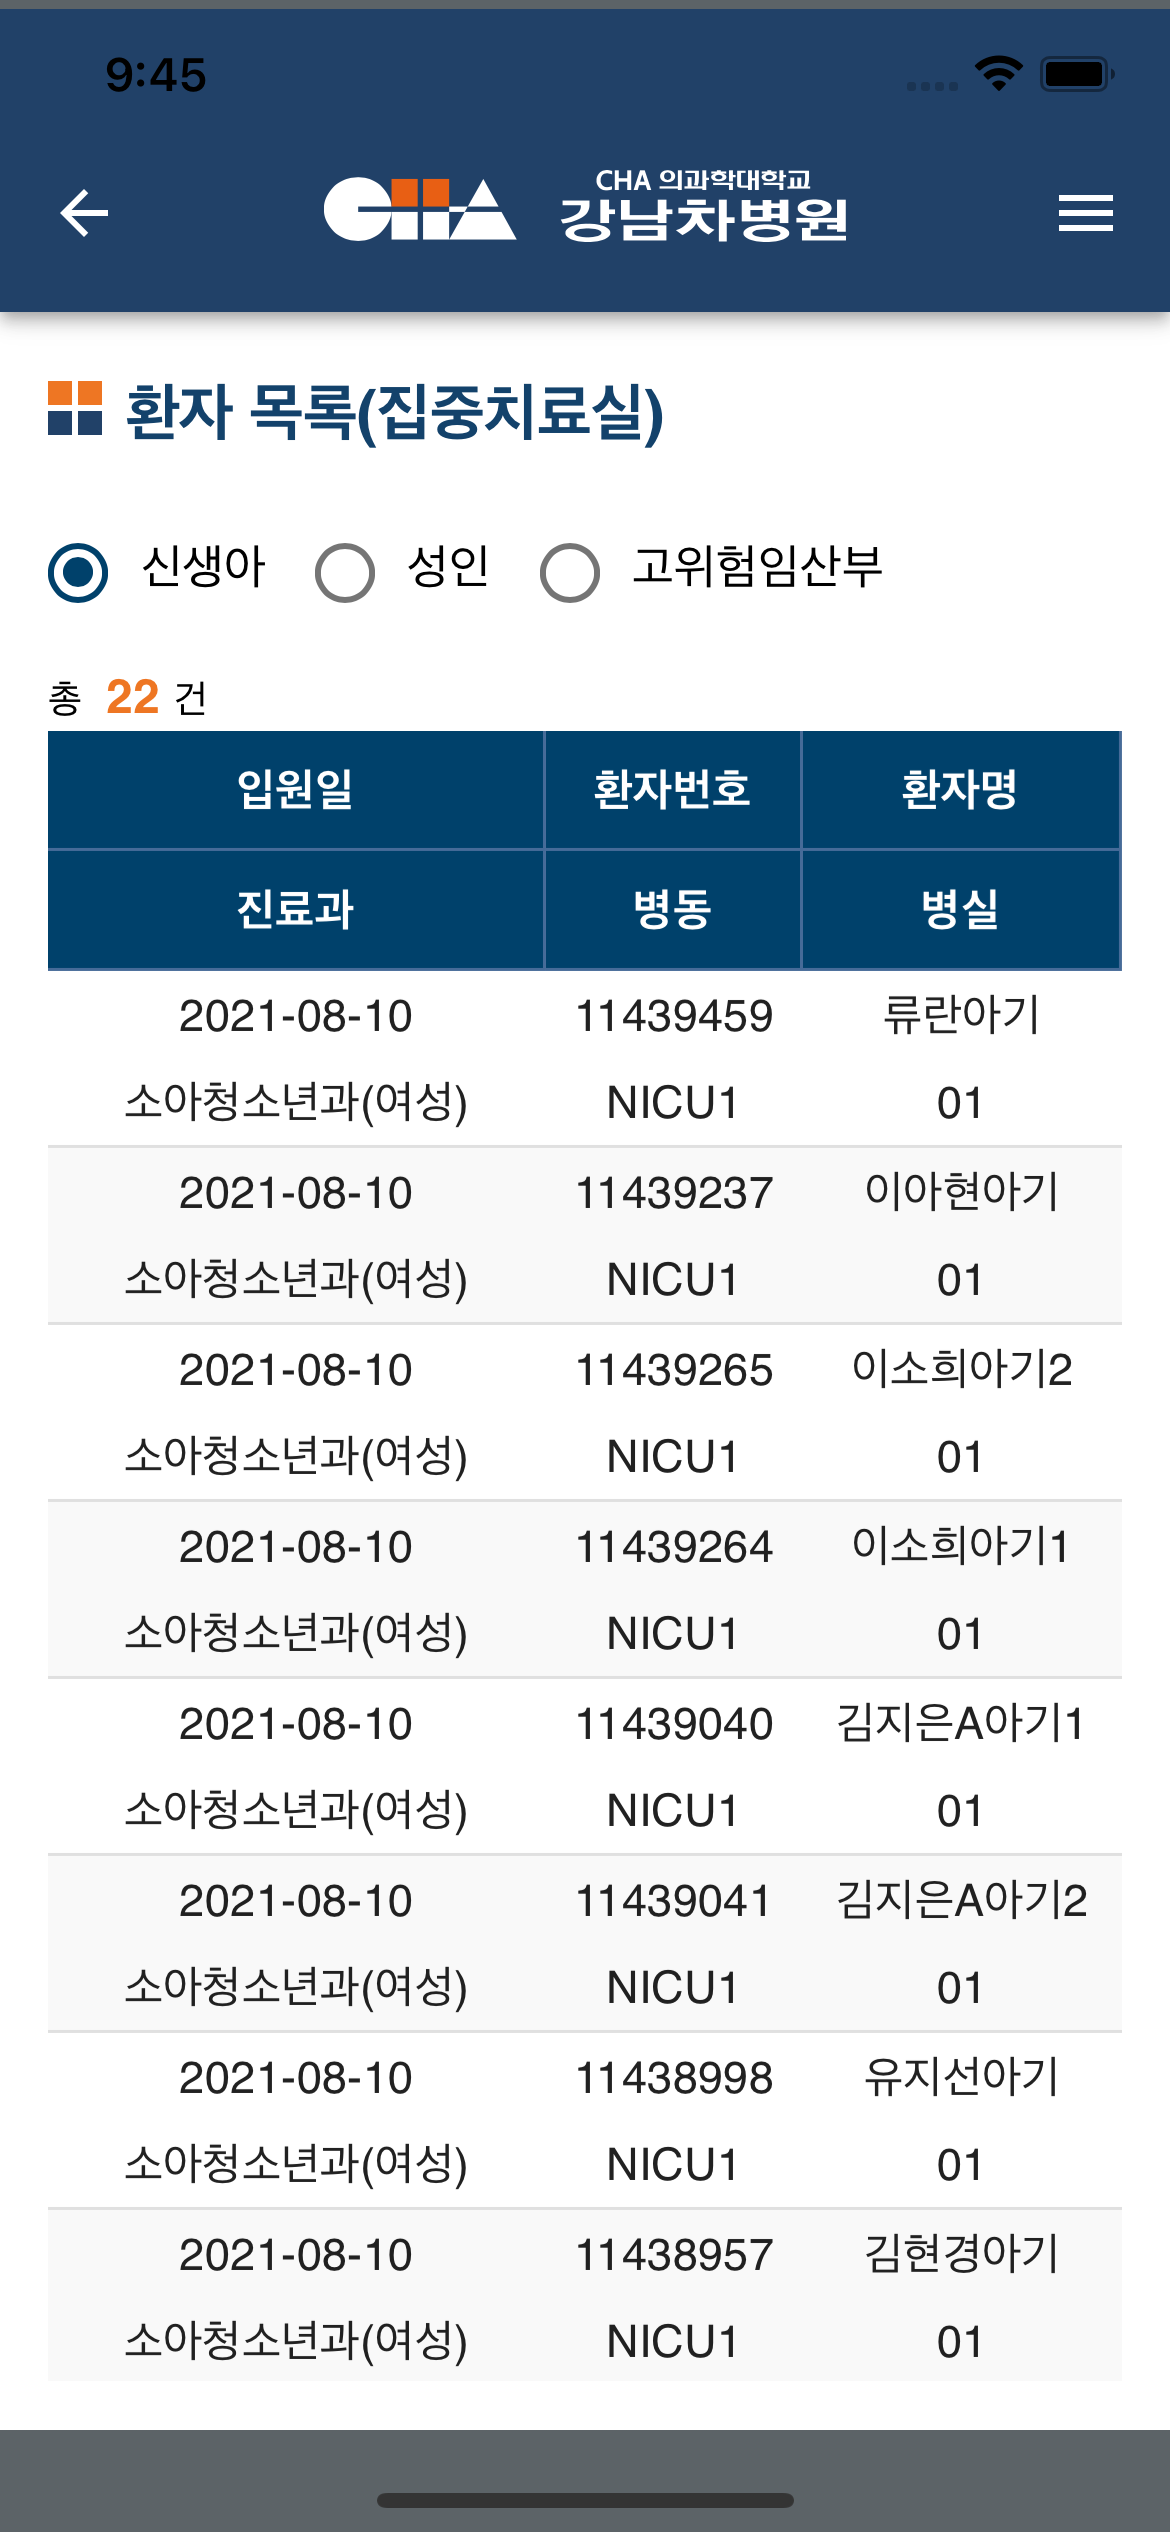 9:45
CHA CHA 의과학대학교
강남차병원
환자 목록(집중치료실)
신생아 성인 고위험임산부
총 22 건
입원일 환자번호 환자명
진료과 병동 병실
2021-08-10 11439459 류란아기
소아청소년과(여성) NICU1 01
2021-08-10 11439237 이아현아기
소아청소년과(여성) NICU1 01
2021-08-10 11439265 이소희아기2
소아청소년과(여성) NICU1 01
2021-08-10 11439264 이소희아기1
소아청소년과(여성) NICU1 01
2021-08-10 11439040 김지은A아기1
소아청소년과(여성) NICU1 01
2021-08-10 11439041 김지은A아기2
소아청소년과(여성) NICU1 01
2021-08-10 11438998 유지선아기
소아청소년과(여성) NICU1 01
2021-08-10 11438957 김현경아기
소아청소년과(여성) NICU1 01